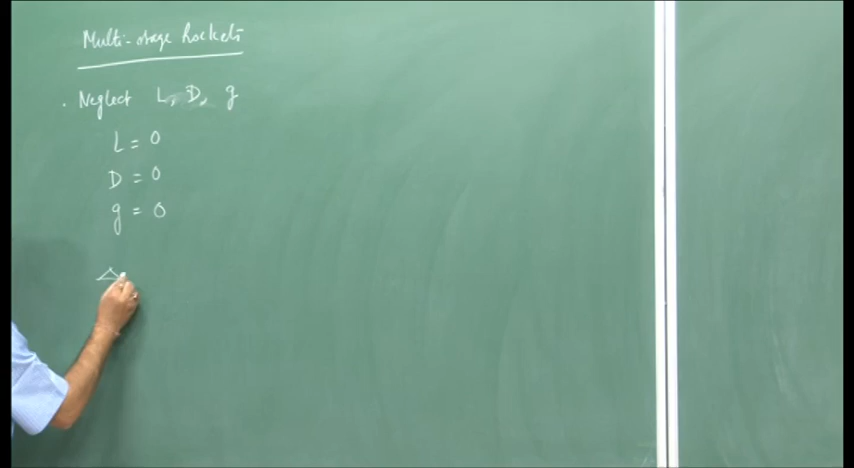 Multi-stage Rockets
. Neglect L, D, g
L = 0
D = 0
g = 0
Δ